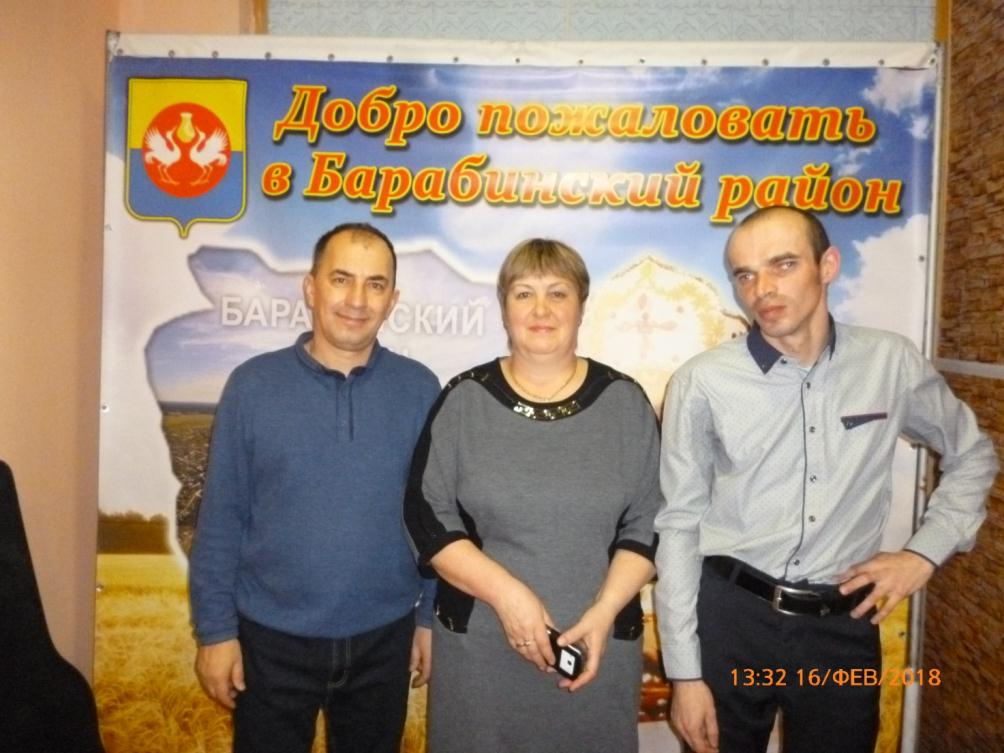 Добро пожаловать
в Барабинский район
16/ФЕВ/2018
13:32